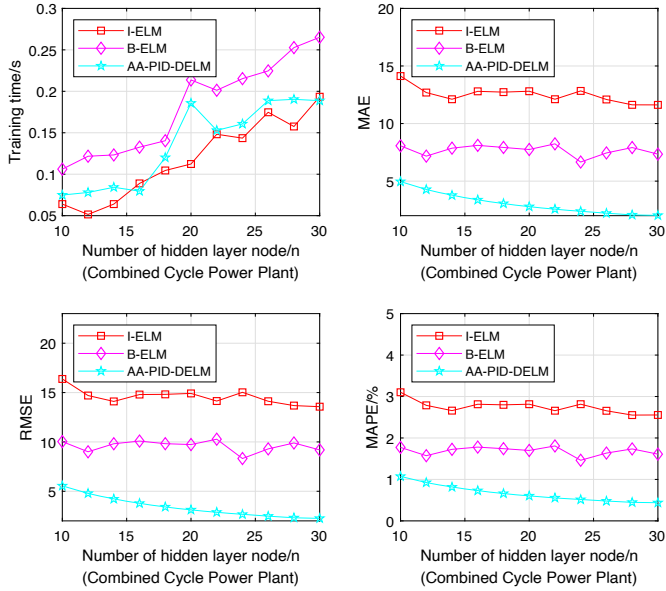 0.3
0.25
0.2
0.15
0.1
0.05
Training time/s
I-ELM
B-ELM
AA-PID-DELM
10 15 20 25 30
Number of hidden layer node/n
(Combined Cycle Power Plant)
20
15
10
5
MAE
I-ELM
B-ELM
AA-PID-DELM
10 15 20 25 30
Number of hidden layer node/n
(Combined Cycle Power Plant)
20
15
10
5
RMSE
I-ELM
B-ELM
AA-PID-DELM
10 15 20 25 30
Number of hidden layer node/n
(Combined Cycle Power Plant)
5
4
3
2
1
0
MAPE/%
I-ELM
B-ELM
AA-PID-DELM
10 15 20 25 30
Number of hidden layer node/n
(Combined Cycle Power Plant)